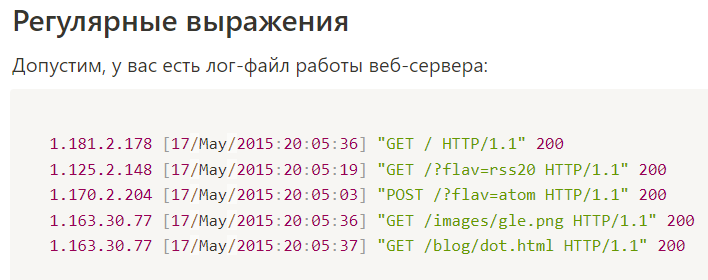 Регулярные выражения
Допустим, у вас есть лог-файл работы веб-сервера:
1.181.2.178 [17/May/2015:20:05:36] "GET / HTTP/1.1" 200
1.125.2.148 [17/May/2015:20:05:19] "GET /?flav=rss20 HTTP/1.1" 200
1.170.2.204 [17/May/2015:20:05:03] "POST /?flav=atom HTTP/1.1" 200
1.163.30.77 [17/May/2015:20:05:36] "GET /images/gle.png HTTP/1.1" 200
1.163.30.77 [17/May/2015:20:05:37] "GET /blog/dot.html HTTP/1.1" 200